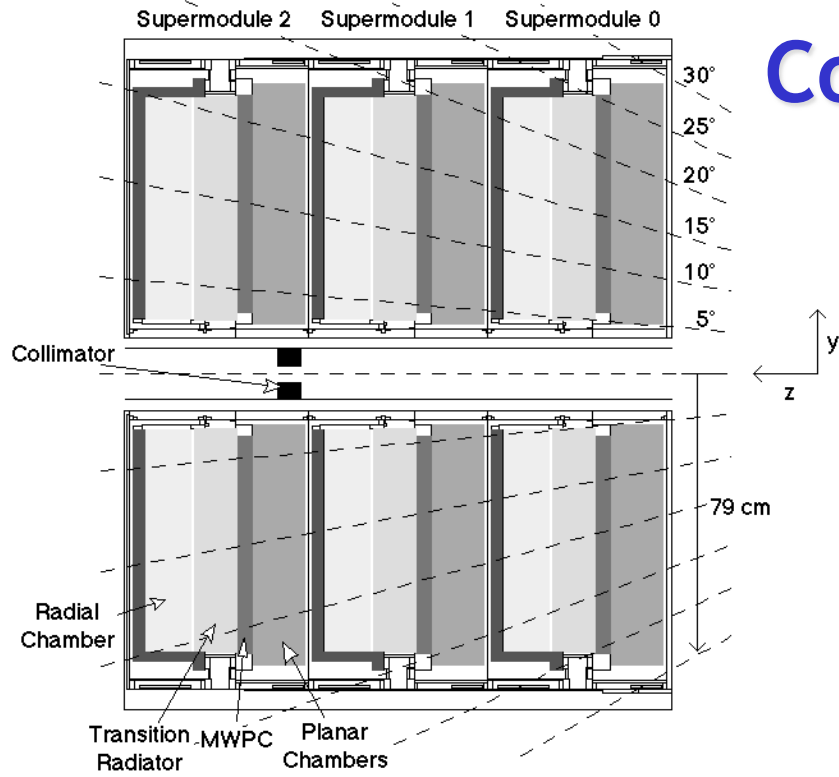 Supermodule 2 Supermodule 1 Supermodule 0
Co
30°
25°
20°
15°
10°
5°
Collimator
y
z
79 cm
Radial
Chamber
Transition
Radiator
MWPC
Planar
Chambers